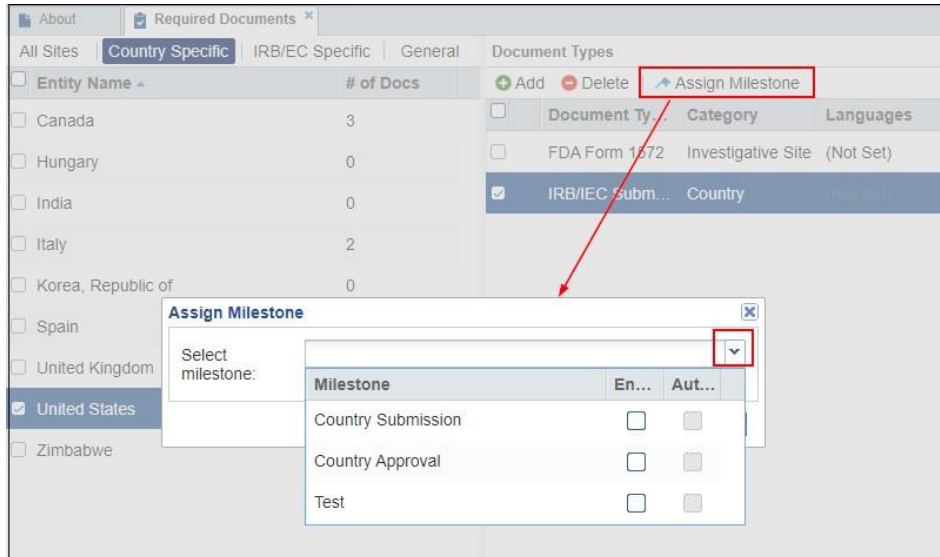 About
Required Documents
All Sites Country Specific IRB/EC Specific General
Entity Name # of Docs
Canada 3
Hungary 0
India 0
Italy 2
Korea, Republic of 0
Spain
United Kingdom
United States
Zimbabwe
Document Types
Add Delete Assign Milestone
Document Ty... Category Languages
FDA Form 1572 Investigative Site (Not Set)
IRB/IEC Subm... Country (Not Set)
Assign Milestone
Select
milestone:
Milestone En... Aut...
Country Submission
Country Approval
Test